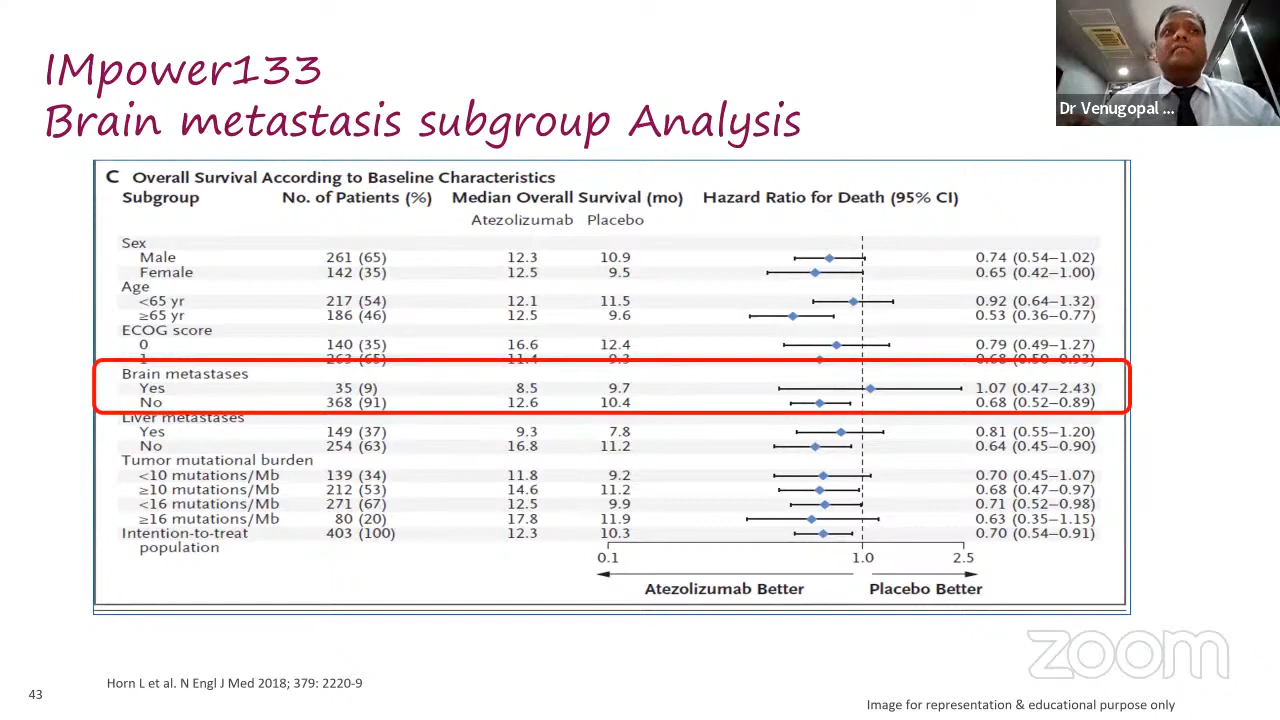 IMpower133
Brain metastasis subgroup Analysis
Dr Venugopal ...
C Overall Survival According to Baseline Characteristics
Subgroup No. of Patients (%) Median Overall Survival (mo) Hazard Ratio for Death (95% CI)
Atezolizumab Placebo
Sex
Male 261 (65) 12.3 10.9 0.74 (0.54–1.02)
Female 142 (35) 12.5 9.5 0.65 (0.42–1.00)
Age
<65 yr 217 (54) 12.1 11.5 0.92 (0.64–1.32)
≥65 yr 186 (46) 12.5 9.6 0.53 (0.36–0.77)
ECOG score
0 140 (35) 16.6 12.4 0.79 (0.49–1.27)
1 263 (65) 11.4 9.3 0.68 (0.50–0.93)
Brain metastases
Yes 35 (9) 8.5 9.7 1.07 (0.47–2.43)
No 368 (91) 12.6 10.4 0.68 (0.52–0.89)
Liver metastases
Yes 149 (37) 9.3 7.8 0.81 (0.55–1.20)
No 254 (63) 16.8 11.2 0.64 (0.45–0.90)
Tumor mutational burden
<10 mutations/Mb 139 (34) 11.8 9.2 0.70 (0.45–1.07)
≥10 mutations/Mb 212 (53) 14.6 11.2 0.68 (0.47–0.97)
<16 mutations/Mb 271 (67) 12.5 9.9 0.71 (0.52–0.98)
≥16 mutations/Mb 80 (20) 17.8 11.9 0.63 (0.35–1.15)
Intention-to-treat 403 (100) 12.3 10.3 0.70 (0.54–0.91)
population
0.1 1.0 2.5
Atezolizumab Better Placebo Better
zoom
Horn L et al. N Engl J Med 2018; 379: 2220-9
43
Image for representation & educational purpose only